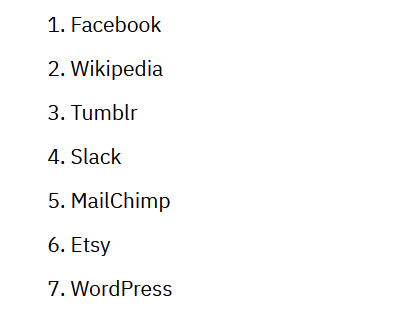 1. Facebook
2. Wikipedia
3. Tumblr
4. Slack
5. MailChimp
6. Etsy
7. WordPress